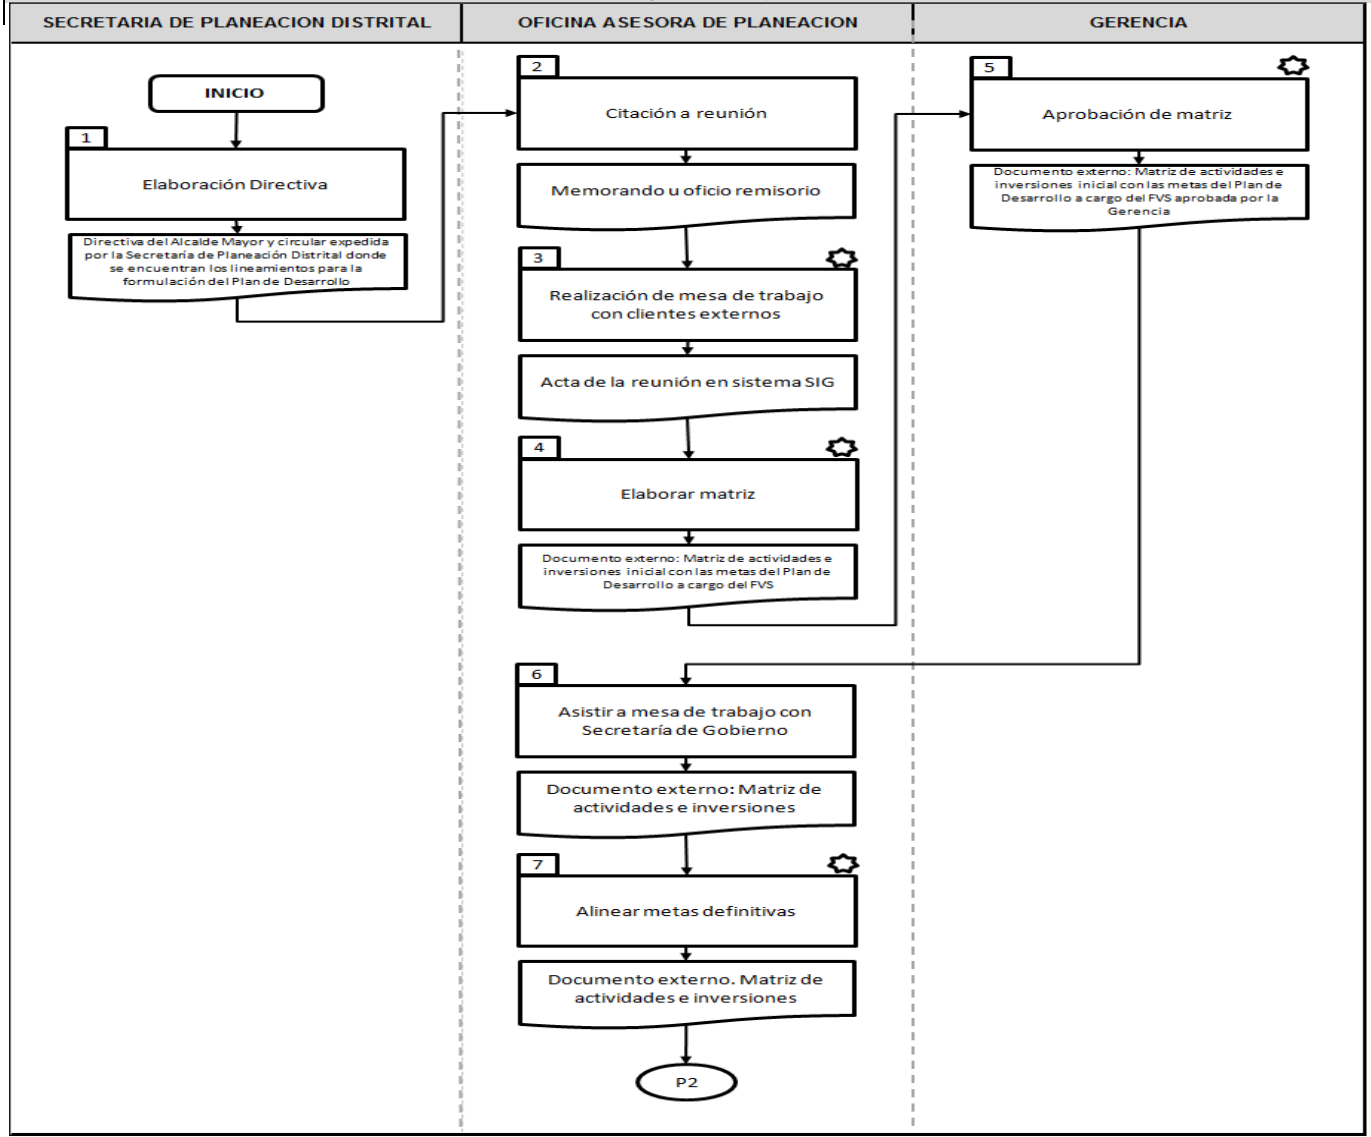 SECRETARIA DE PLANEACION DISTRITAL
OFICINA ASESORA DE PLANEACION
GERENCIA
INICIO
1
Elaboración Directiva
Directiva del Alcalde Mayor y circular expedida
por la Secretaría de Planeación Distrital donde
se encuentran los lineamientos para la
formulación del Plan de Desarrollo
2
Citación a reunión
Memorando u oficio remisorio
3
Realización de mesa de trabajo
con clientes externos
Acta de la reunión en sistema SIG
4
Elaborar matriz
Documento externo: Matriz de actividades e
inversiones inicial con las metas del Plan de
Desarrollo a cargo del FVS
5
Aprobación de matriz
Documento externo: Matriz de actividades e
inversiones inicial con las metas del Plan de
Desarrollo a cargo del FVS aprobada por la
Gerencia
6
Asistir a mesa de trabajo con
Secretaría de Gobierno
Documento externo: Matriz de
actividades e inversiones
7
Alinear metas definitivas
Documento externo. Matriz de
actividades e inversiones
P2